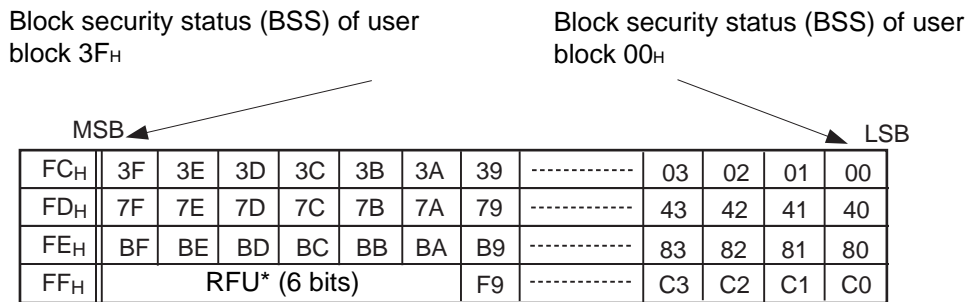 Block security status (BSS) of user
block 3FH
Block security status (BSS) of user
block 00H
MSB
LSB
FCH 3F 3E 3D 3C 3B 3A 39 ------------- 03 02 01 00
FDH 7F 7E 7D 7C 7B 7A 79 ------------- 43 42 41 40
FEH BF BE BD BC BB BA B9 ------------- 83 82 81 80
FFH RFU* (6 bits) F9 ------------- C3 C2 C1 C0